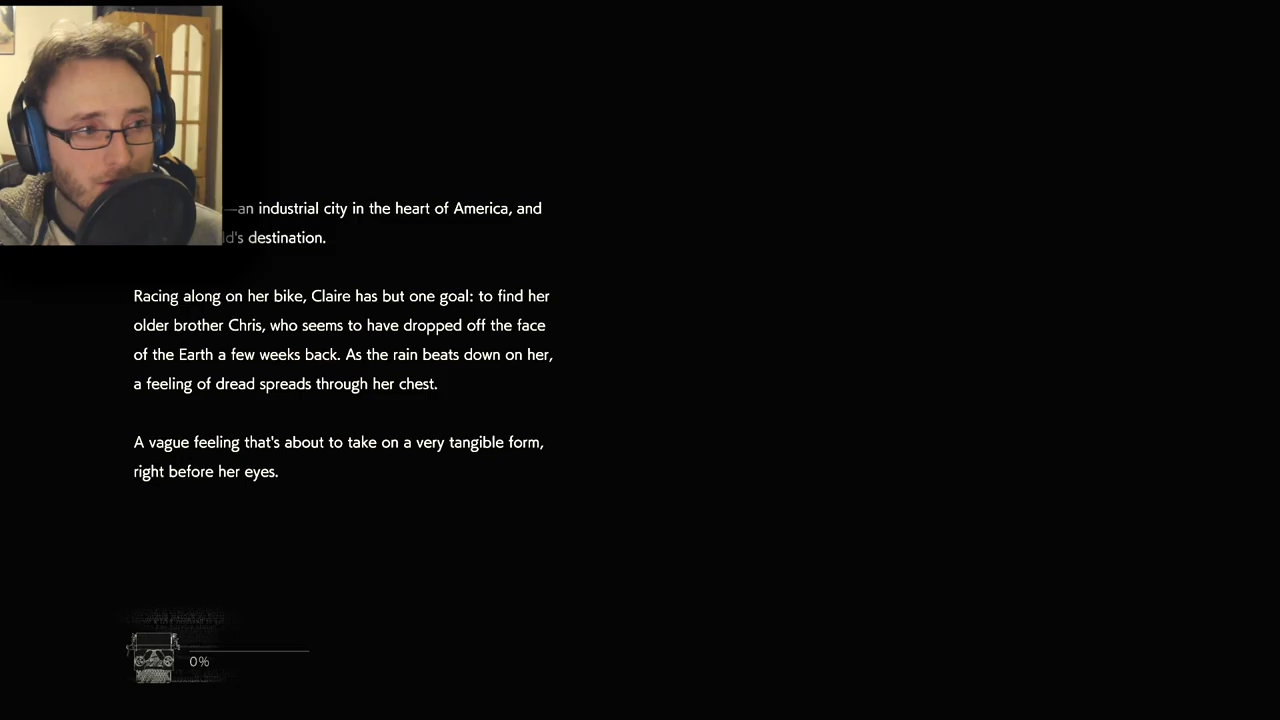 —an industrial city in the heart of America, and
destination.
Racing along on her bike, Claire has but one goal: to find her
older brother Chris, who seems to have dropped off the face
of the Earth a few weeks back. As the rain beats down on her,
a feeling of dread spreads through her chest.
A vague feeling that's about to take on a very tangible form,
right before her eyes.
0%